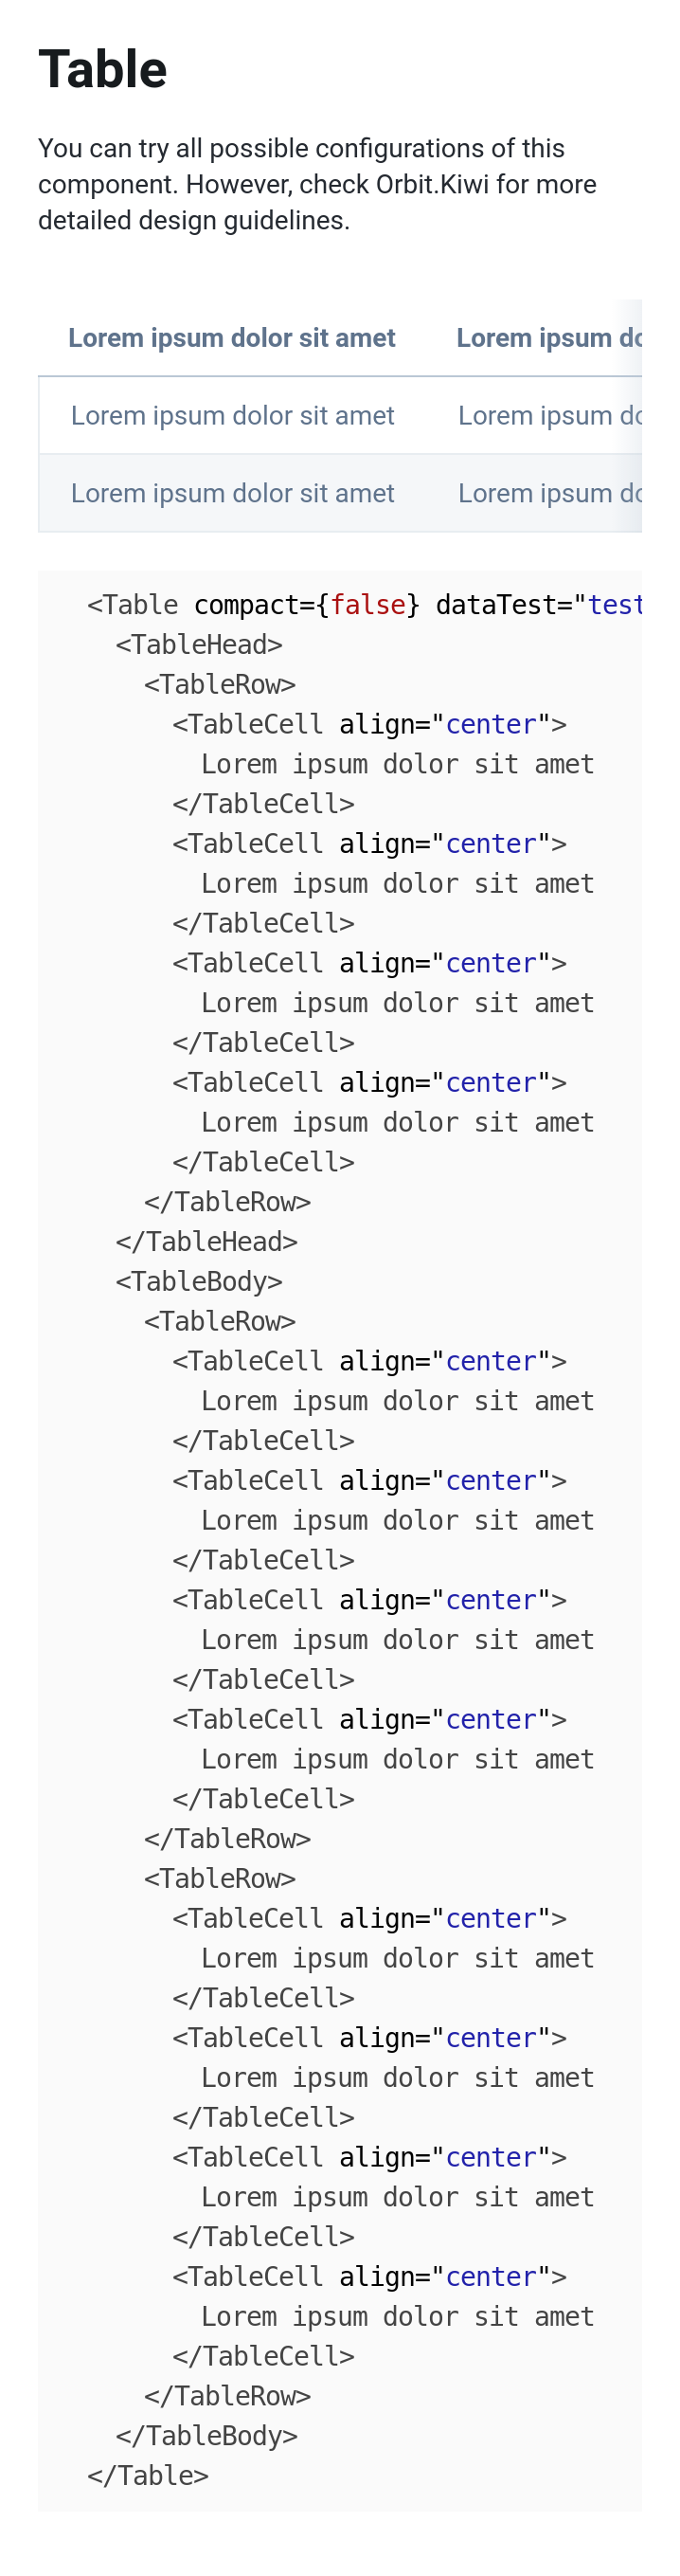 Table
You can try all possible configurations of this
component. However, check Orbit.Kiwi for more
detailed design guidelines.
Lorem ipsum dolor sit amet Lorem ipsum
Lorem ipsum dolor sit amet Lorem ipsum
Lorem ipsum dolor sit amet Lorem ipsum
<Table compact={false} dataTest="test
<TableHead>
<TableRow>
<TableCell align="center">
Lorem ipsum dolor sit amet
</TableCell>
<TableCell align="center">
Lorem ipsum dolor sit amet
</TableCell>
<TableCell align="center">
Lorem ipsum dolor sit amet
</TableCell>
<TableCell align="center">
Lorem ipsum dolor sit amet
</TableCell>
</TableRow>
</TableHead>
<TableBody>
<TableRow>
<TableCell align="center">
Lorem ipsum dolor sit amet
</TableCell>
<TableCell align="center">
Lorem ipsum dolor sit amet
</TableCell>
<TableCell align="center">
Lorem ipsum dolor sit amet
</TableCell>
<TableCell align="center">
Lorem ipsum dolor sit amet
</TableCell>
</TableRow>
<TableRow>
<TableCell align="center">
Lorem ipsum dolor sit amet
</TableCell>
<TableCell align="center">
Lorem ipsum dolor sit amet
</TableCell>
<TableCell align="center">
Lorem ipsum dolor sit amet
</TableCell>
<TableCell align="center">
Lorem ipsum dolor sit amet
</TableCell>
</TableRow>
</TableBody>
</Table>